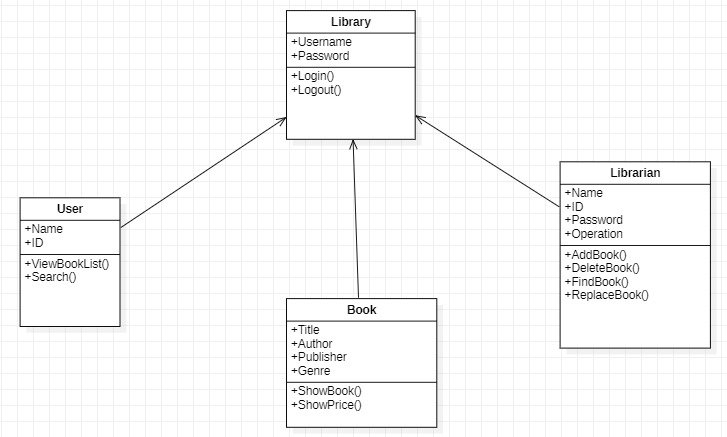 Library
+Username
+Password
+Login()
+Logout()
User
+Name
+ID
+ViewBookList()
+Search()
Book
+Title
+Author
+Publisher
+Genre
+ShowBook()
+ShowPrice()
Librarian
+Name
+ID
+Password
+Operation
+AddBook()
+DeleteBook()
+FindBook()
+ReplaceBook()